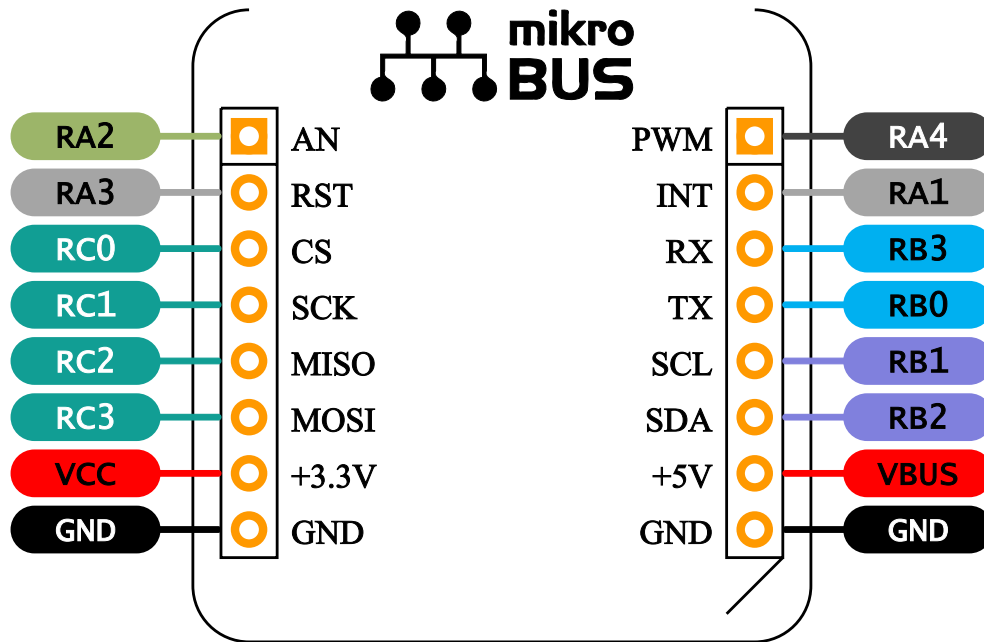 mikro
BUS
RA2 AN PWM RA4
RA3 RST INT RA1
RC0 CS RX RB3
RC1 SCK TX RB0
RC2 MISO SCL RB1
RC3 MOSI SDA RB2
VCC +3.3V +5V VBUS
GND GND GND GND